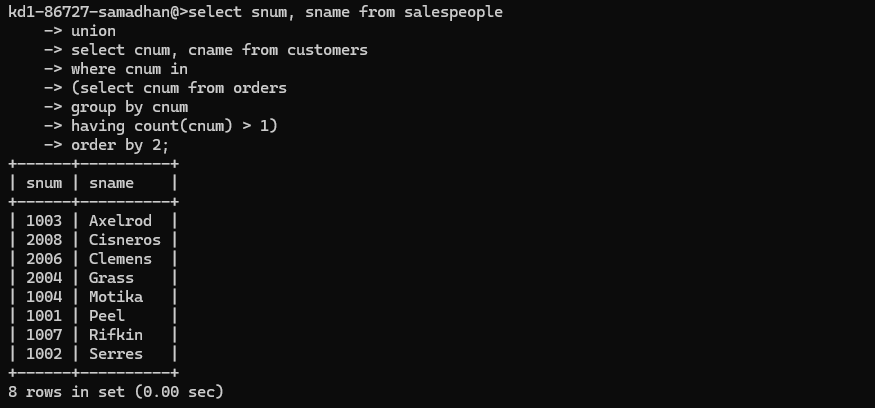 kd1-86727-samadhan@>select snum, sname from salespeople
    -> union
    -> select cnum, cname from customers
    -> where cnum in
    -> (select cnum from orders
    -> group by cnum
    -> having count(cnum) > 1)
    -> order by 2;
+------+----------+
| snum | sname    |
+------+----------+
| 1003 | Axelrod  |
| 2008 | Cisneros |
| 2006 | Clemens  |
| 2004 | Grass    |
| 1004 | Motika   |
| 1001 | Peel     |
| 1007 | Rifkin   |
| 1002 | Serres   |
+------+----------+
8 rows in set (0.00 sec)